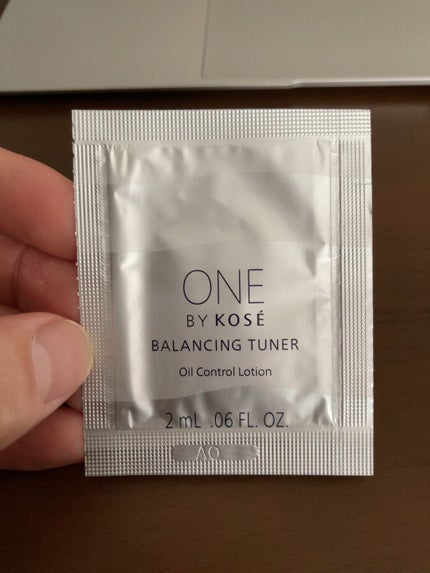 ONE
BY KOSÉ
BALANCING TUNER
Oil Control Lotion
2 mL .06 FL. OZ.